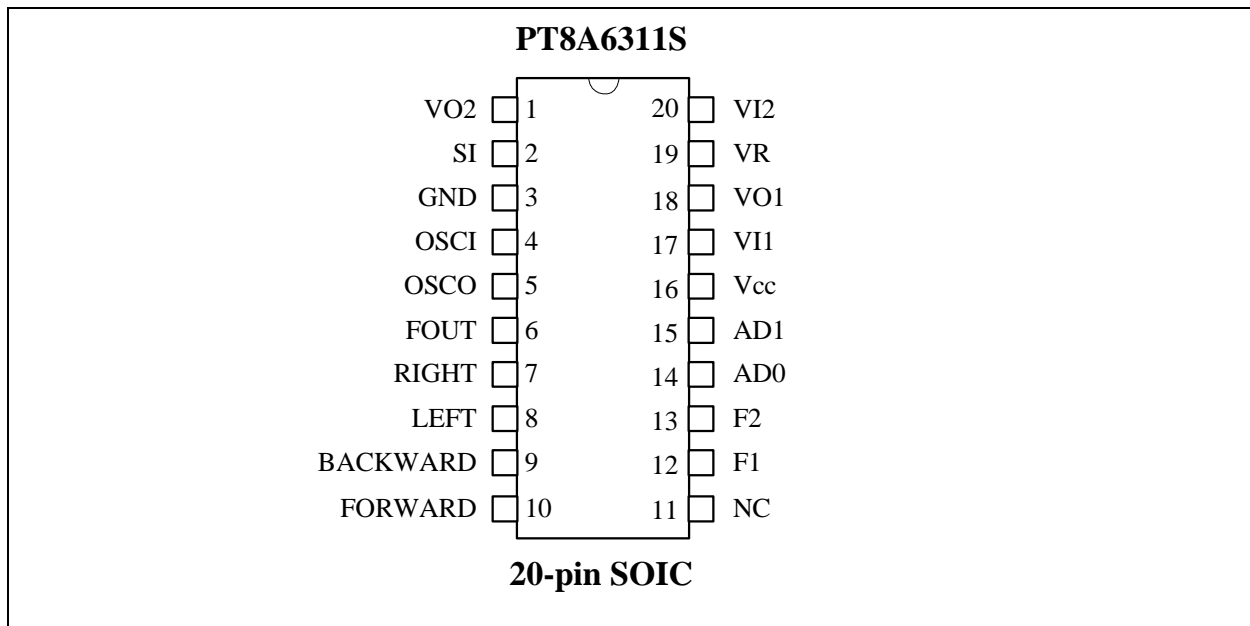 PT8A6311S
VO2 1 20 VI2
SI 2 19 VR
GND 3 18 VO1
OSCI 4 17 VI1
OSCO 5 16 Vcc
FOUT 6 15 AD1
RIGHT 7 14 AD0
LEFT 8 13 F2
BACKWARD 9 12 F1
FORWARD 10 11 NC
20-pin SOIC